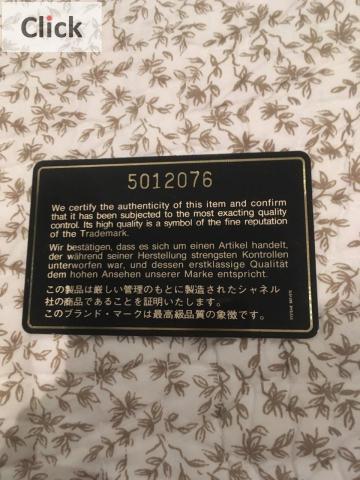 Click
5012076
We certify the authenticity of this item and confirm
that it has been subjected to the most exacting quality
control. Its high quality is a symbol of the fine reputation
of the Trademark.
Wir bestätigen, dass es sich um einen Artikel handelt,
der während seiner Herstellung strengsten Kontrollen
unterworfen war, und dessen erstklassige Qualität
dem hohen Ansehen unserer Marke entspricht.
この製品は厳しい管理のもとに製造されたシャネル
社の商品であることを証明いたします。
このブランド・マークは最高級品質の象徴です。